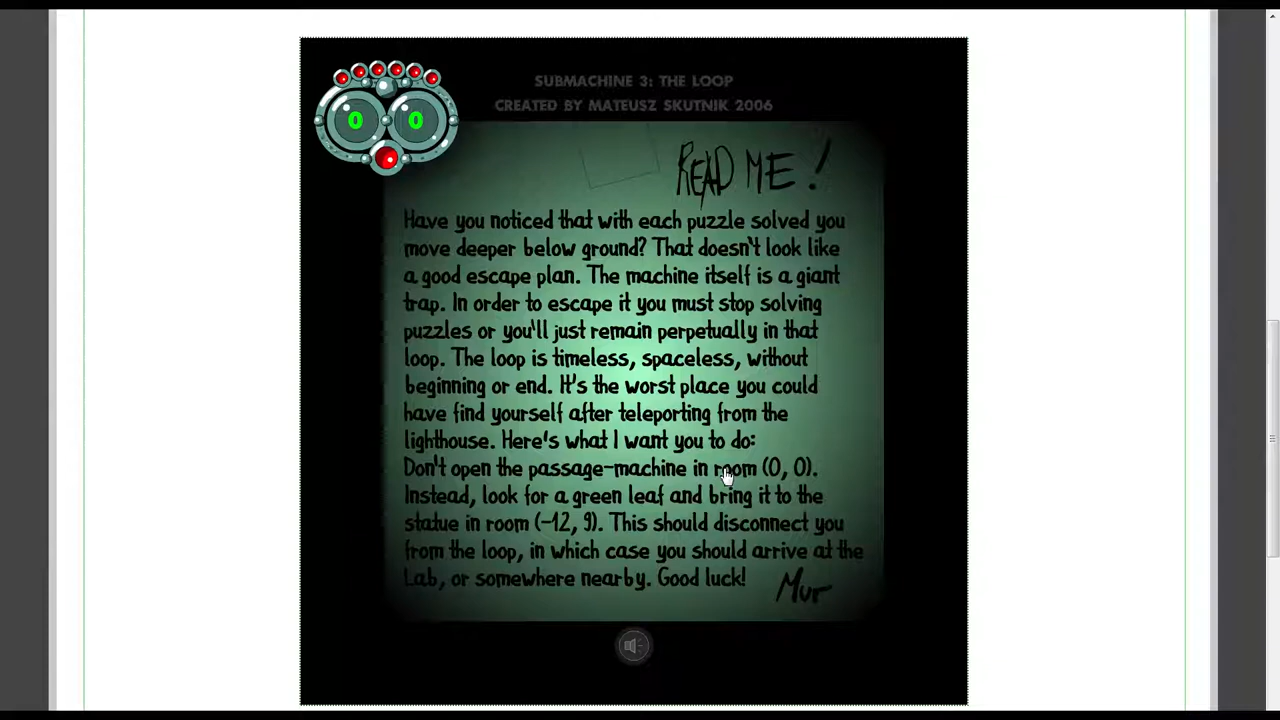 SUBMACHINE 3: THE LOOP
CREATED BY MATEUSZ SKUTNIK 2006
0 0
READ ME!
Have you noticed that with each puzzle solved you
move deeper below ground? That doesn't look like
a good escape plan. The machine itself is a giant
trap. In order to escape it you must stop solving
puzzles or you'll just remain perpetually in that
loop. The loop is timeless, spaceless, without
beginning or end. It's the worst place you could
have find yourself after teleporting from the
lighthouse. Here's what I want you to do:
Don't open the passage-machine in room (0, 0).
Instead, look for a green leaf and bring it to the
statue in room (-12, 9). This should disconnect you
from the loop, in which case you should arrive at the
Lab, or somewhere nearby. Good luck!
Mur